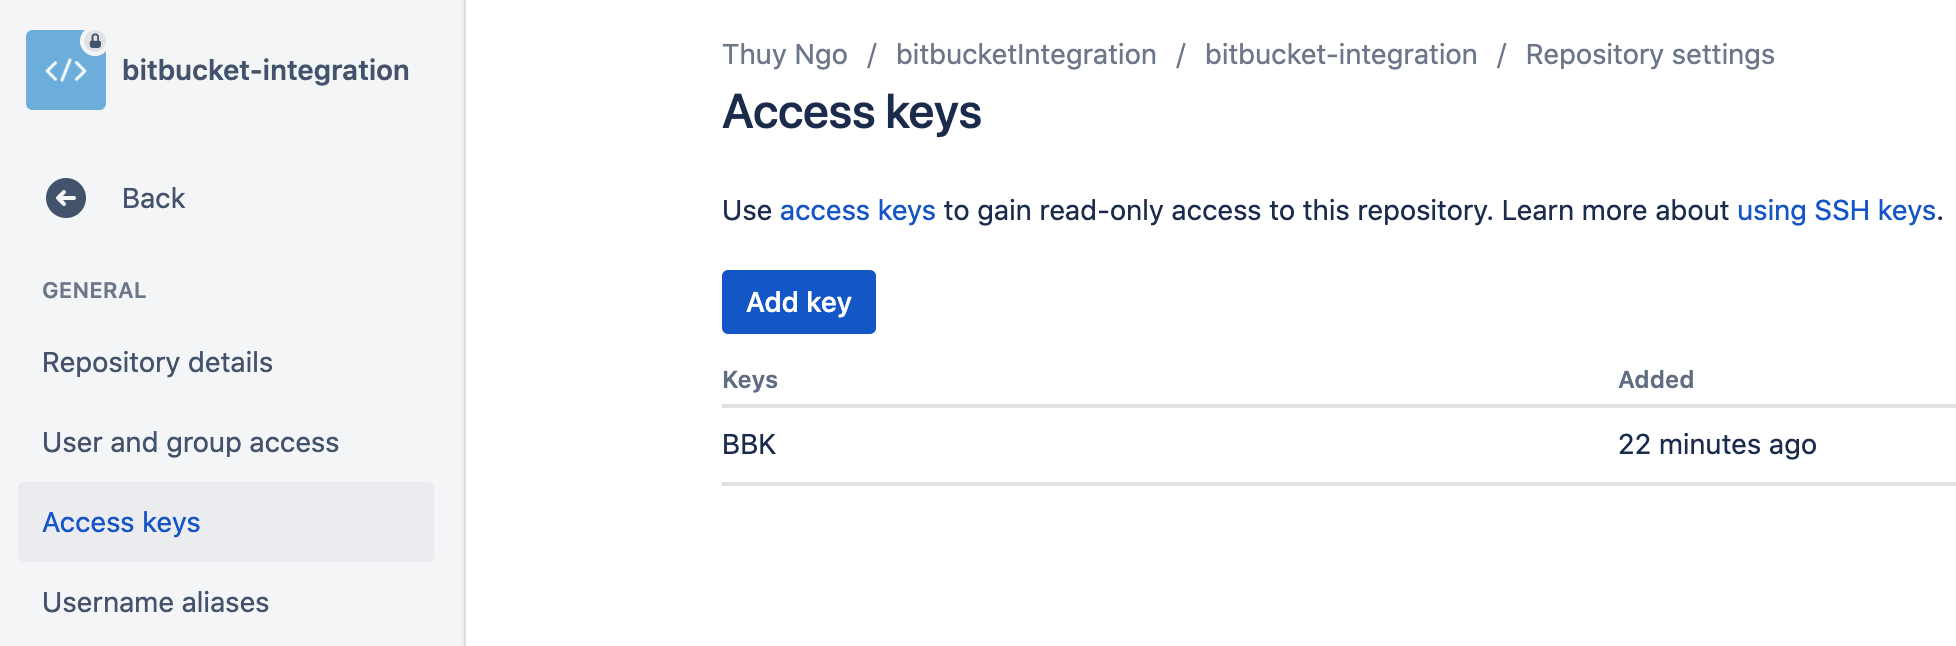 bitbucket-integration
Back
GENERAL
Repository details
User and group access
Access keys
Username aliases
Thuy Ngo / bitbucketIntegration / bitbucket-integration / Repository settings
Access keys
Use access keys to gain read-only access to this repository. Learn more about using SSH keys.
Add key
Keys Added
BBK 22 minutes ago